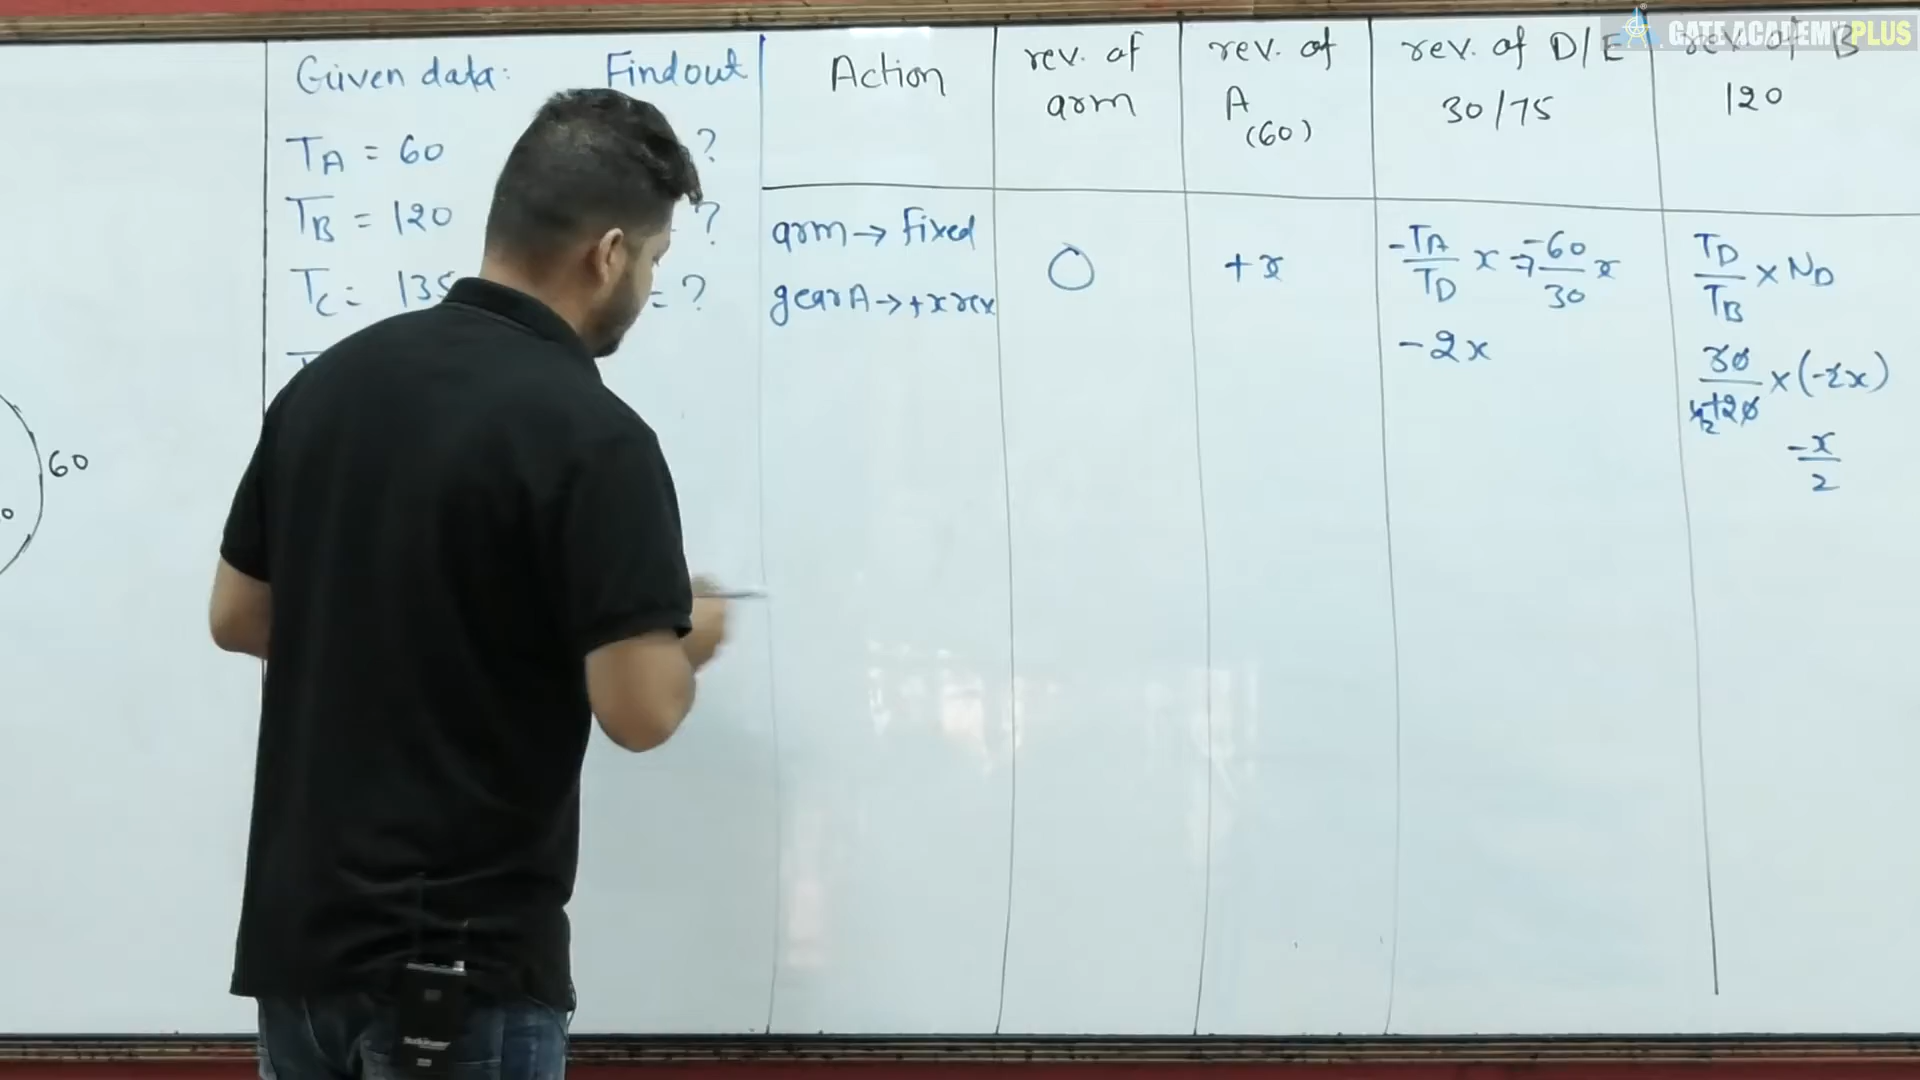 GATE ACADEMY PLUS
Given data: Findout
TA = 60 ?
TB = 120 ?
TC = 135 = ?
60
Action
rev. of arm
rev. of A (60)
rev. of D/E 30/75
rev. of B 120
arm → fixed
gear A → + x rev
0
+x
-TA/TD x ⇒ -60/30 x
-2x
TD/TB × ND
30/120 × (-2x)
-x/2